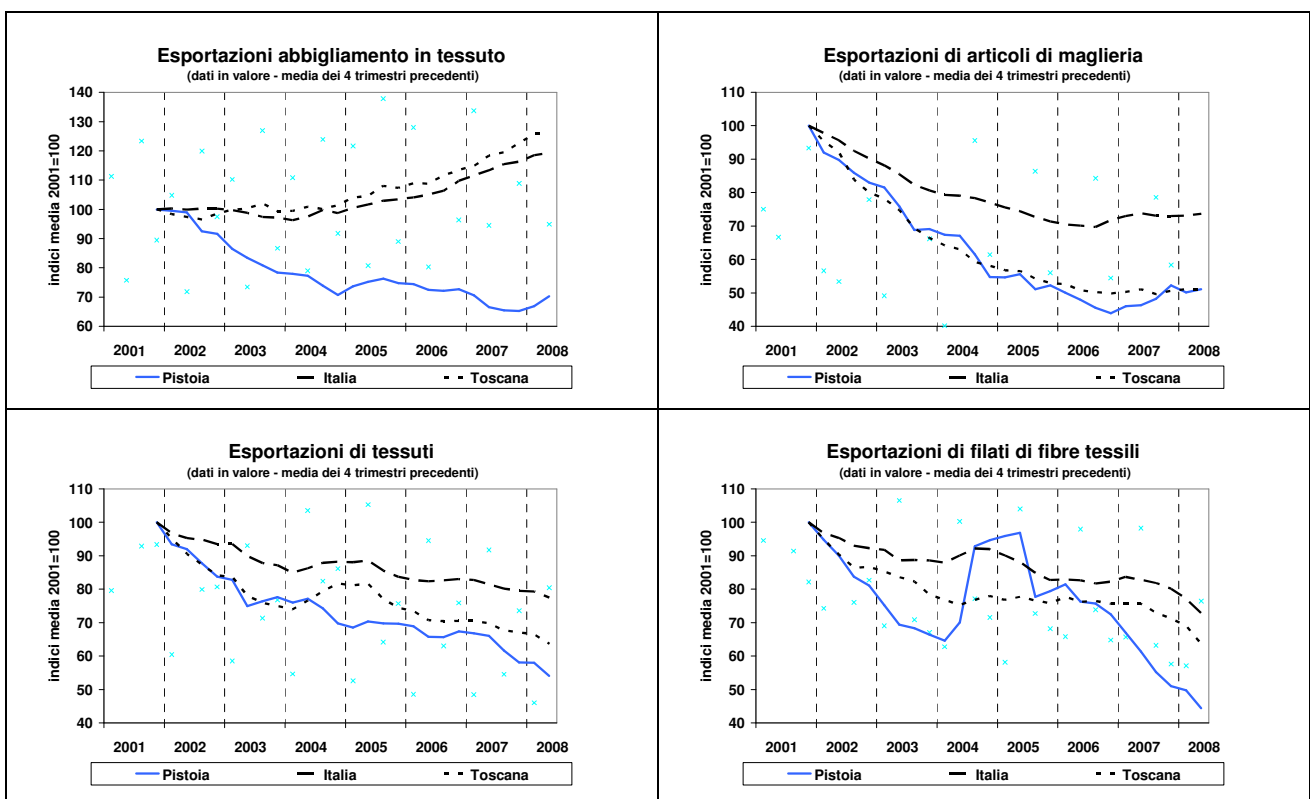 Esportazioni abbigliamento in tessuto
(dati in valore - media dei 4 trimestri precedenti)
indici media 2001=100
140
130
120
110
100
90
80
70
60
2001 2002 2003 2004 2005 2006 2007 2008
Pistoia Italia Toscana
Esportazioni di articoli di maglieria
(dati in valore - media dei 4 trimestri precedenti)
indici media 2001=100
110
100
90
80
70
60
50
40
2001 2002 2003 2004 2005 2006 2007 2008
Pistoia Italia Toscana
Esportazioni di tessuti
(dati in valore - media dei 4 trimestri precedenti)
indici media 2001=100
110
100
90
80
70
60
50
40
2001 2002 2003 2004 2005 2006 2007 2008
Pistoia Italia Toscana
Esportazioni di filati di fibre tessili
(dati in valore - media dei 4 trimestri precedenti)
indici media 2001=100
110
100
90
80
70
60
50
40
2001 2002 2003 2004 2005 2006 2007 2008
Pistoia Italia Toscana